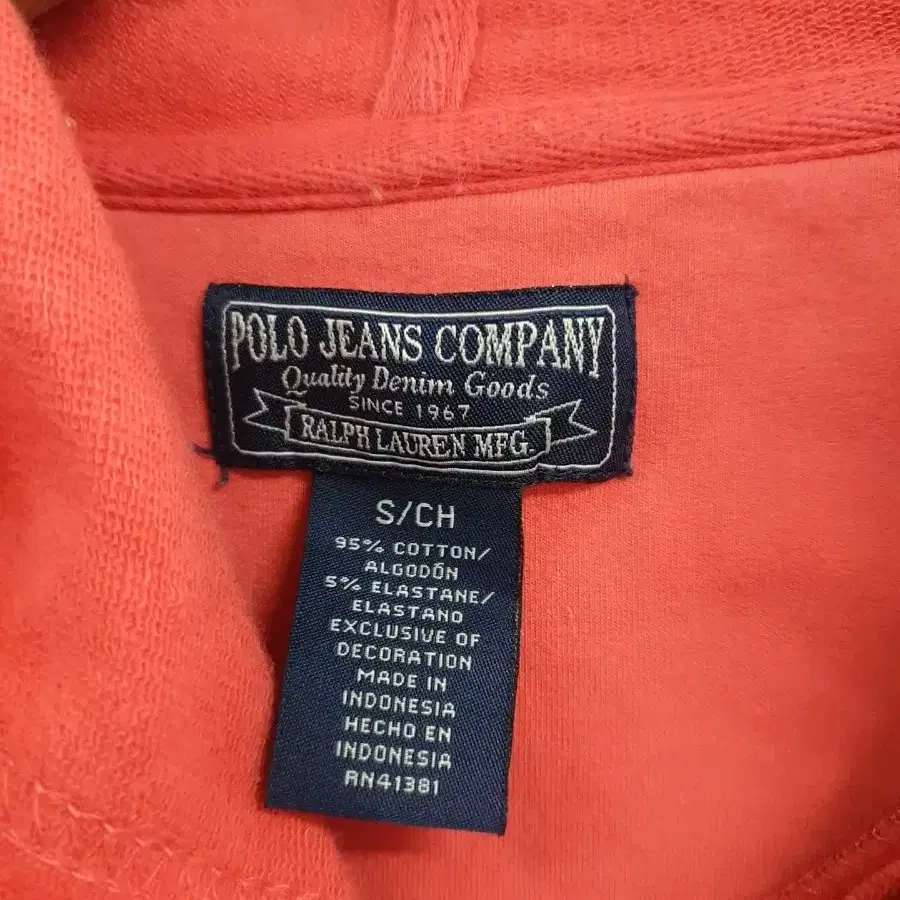 POLO JEANS COMPANY
Quality Denim Goods
SINCE 1967
RALPH LAUREN MFG.
S/CH
95% COTTON/
ALGODÓN
5% ELASTANE/
ELASTANO
EXCLUSIVE OF
DECORATION
MADE IN
INDONESIA
HECHO EN
INDONESIA
RN41381